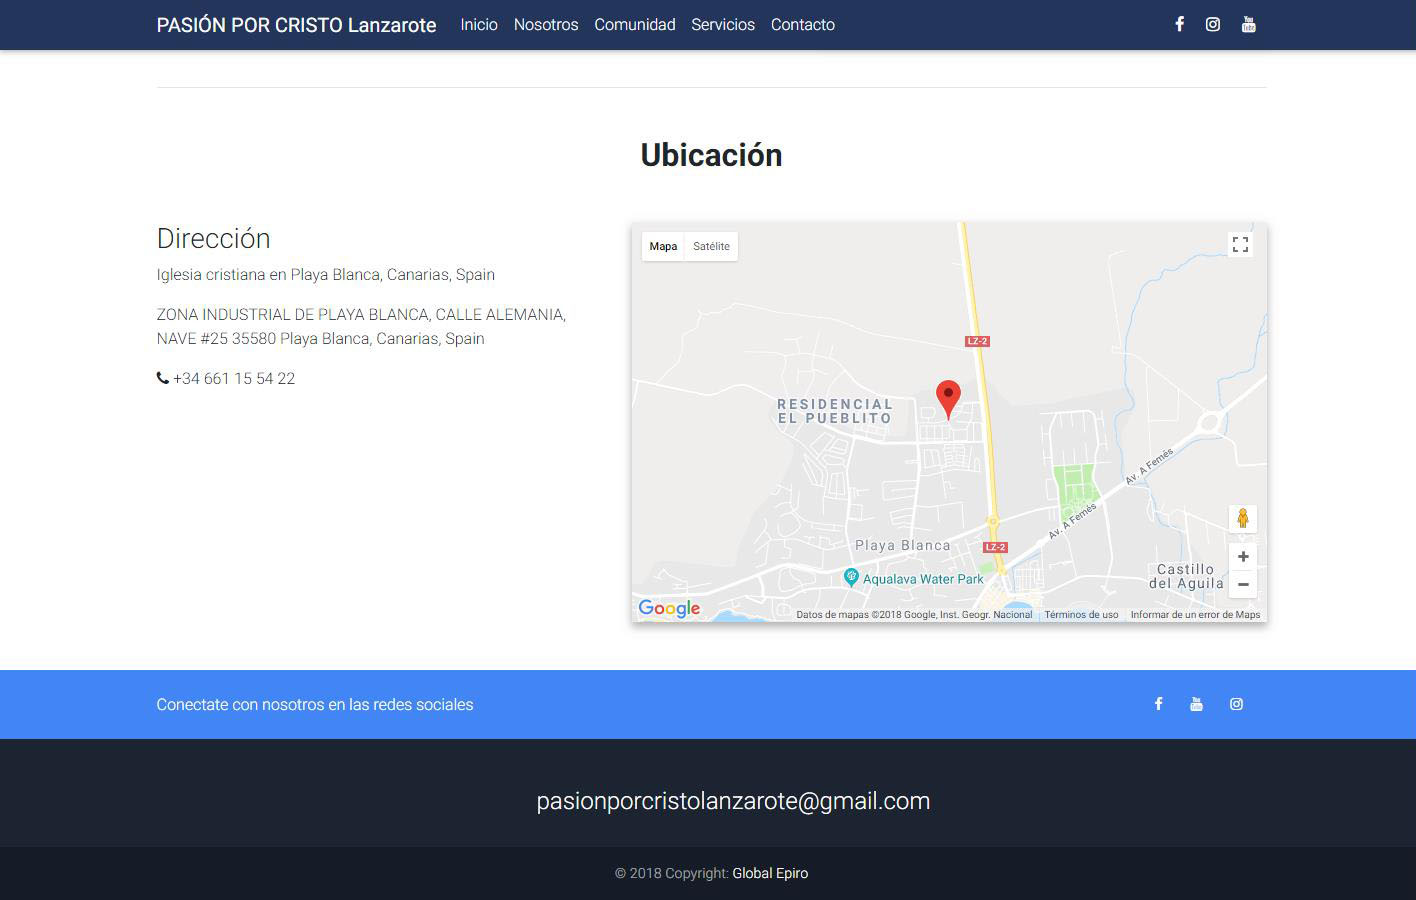 PASIÓN POR CRISTO Lanzarote Inicio Nosotros Comunidad Servicios Contacto
Ubicación
Dirección
Iglesia cristiana en Playa Blanca, Canarias, Spain
ZONA INDUSTRIAL DE PLAYA BLANCA, CALLE ALEMANIA,
NAVE #25 35580 Playa Blanca, Canarias, Spain
+34 661 15 54 22
Mapa Satélite
LZ-2
RESIDENCIAL
EL PUEBLITO
Av. A Femés
Av. A Femés
Playa Blanca
LZ-2
Aqualava Water Park
Castillo
del Aguila
Google
Datos de mapas ©2018 Google, Inst. Geogr. Nacional Términos de uso Informar de un error de Maps
Conectate con nosotros en las redes sociales
pasionporcristolanzarote@gmail.com
© 2018 Copyright: Global Epiro